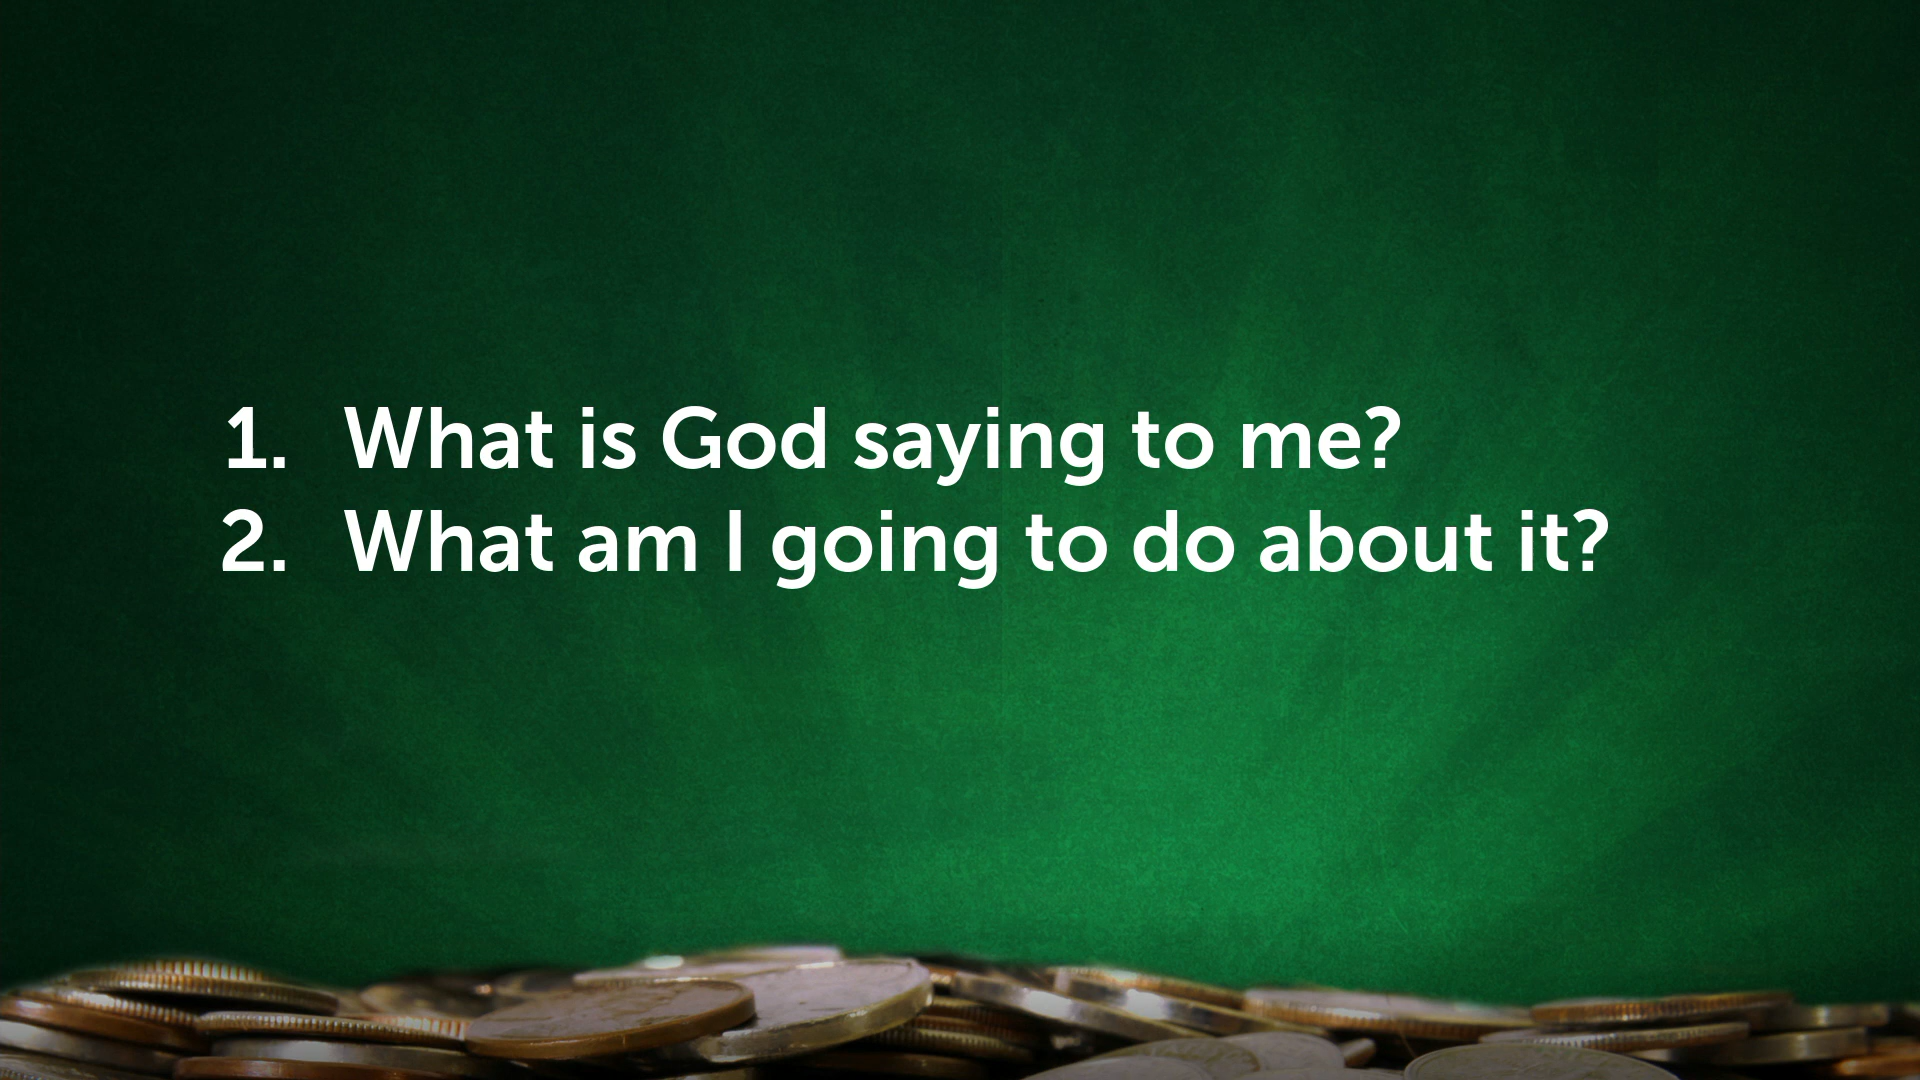 1. What is God saying to me?
2. What am I going to do about it?